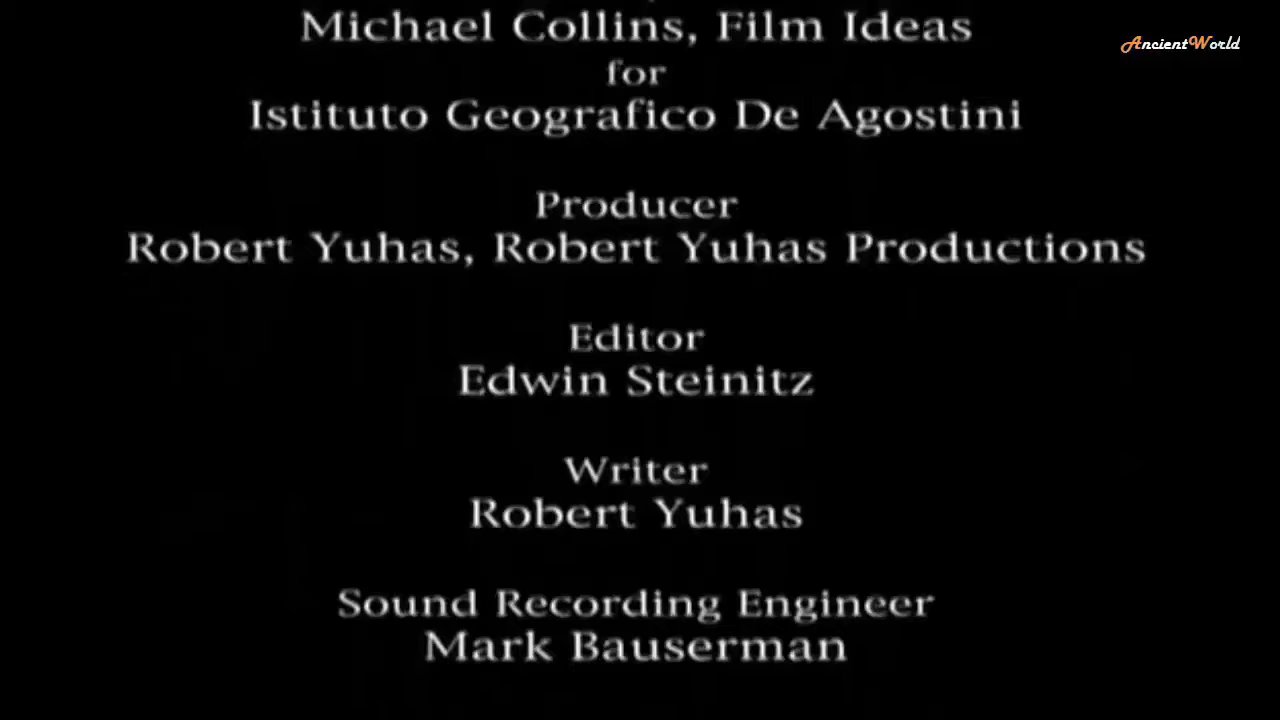 Michael Collins, Film Ideas
AncientWorld
for
Istituto Geografico De Agostini
Producer
Robert Yuhas, Robert Yuhas Productions
Editor
Edwin Steinitz
Writer
Robert Yuhas
Sound Recording Engineer
Mark Bauserman